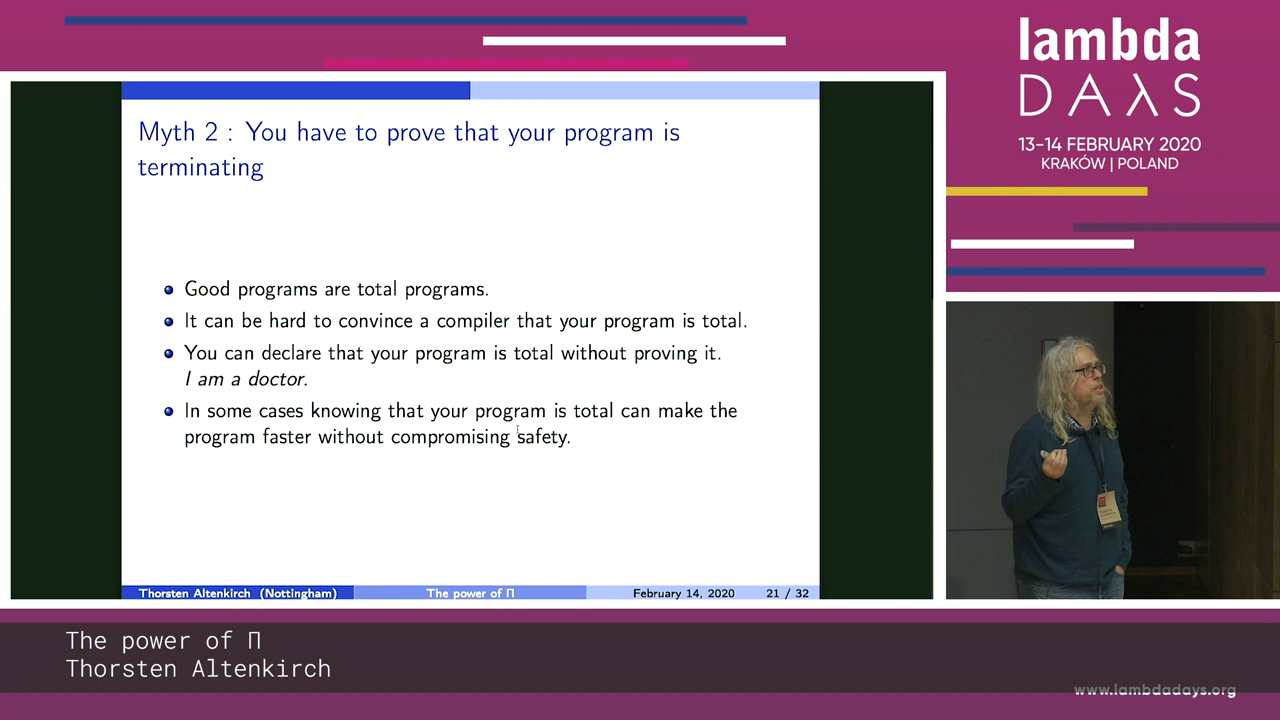 lambda
DAλS
13-14 FEBRUARY 2020
KRAKÓW | POLAND
Myth 2 : You have to prove that your program is
terminating
Good programs are total programs.
It can be hard to convince a compiler that your program is total.
You can declare that your program is total without proving it.
I am a doctor.
In some cases knowing that your program is total can make the
program faster without compromising safety.
Thorsten Altenkirch (Nottingham)
The power of Π
February 14, 2020
21 / 32
The power of Π
Thorsten Altenkirch
www.lambdadays.org